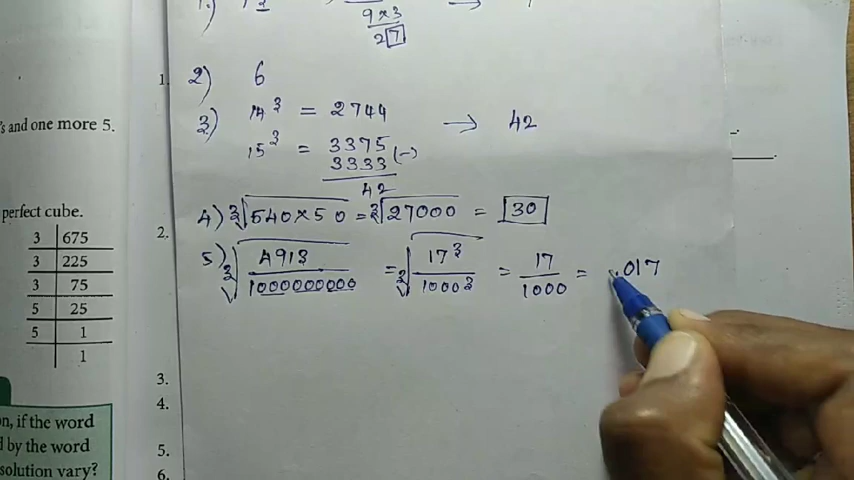 9×3
27
1.
2) 6
's and one more 5.
3) 14³ = 2744 → 42
15³ = 3375
3333 (-)
42
perfect cube.
2.
4) ∛540×50 = ∛27000 = 30
3 675
3 225
3 75
5 25
5 1
1
5) ∛4913/1000000000 = ∛17³/1000³ = 17/1000 = .017
3.
4.
on, if the word
d by the word
solution vary?
5.
6.